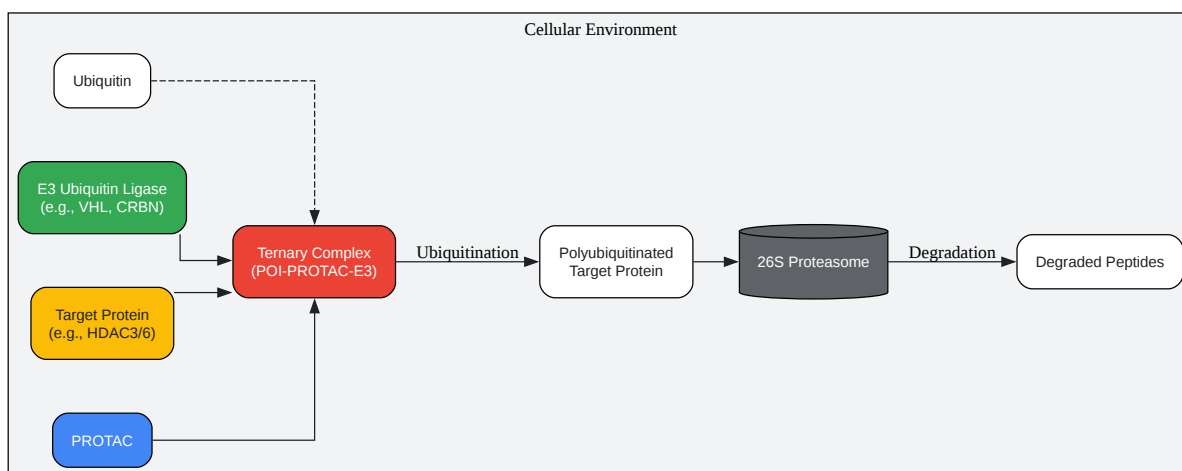 Cellular Environment
Ubiquitin
E3 Ubiquitin Ligase
(e.g., VHL, CRBN)
Target Protein
(e.g., HDAC3/6)
PROTAC
Ternary Complex
(POI-PROTAC-E3)
Ubiquitination
Polyubiquitinated
Target Protein
26S Proteasome
Degradation
Degraded Peptides